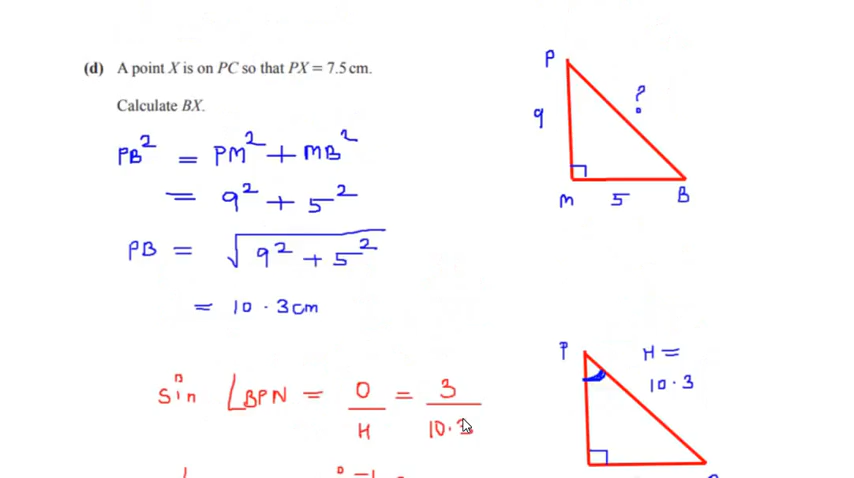 (d) A point X is on PC so that PX = 7.5 cm.
Calculate BX.
PB² = PM² + MB²
= 9² + 5²
PB = √(9² + 5²)
= 10.3cm
P
9
?
M 5 B
sin ∠BPN = O/H = 3/10.3
P
H =
10.3